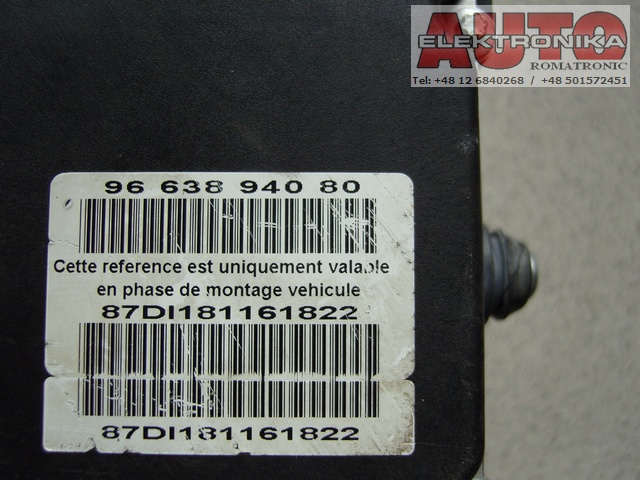 AUTO
ELEKTRONIKA
ROMATRONIC
Tel: +48 12 6840268 / +48 501572451
96 638 940 80
Cette reference est uniquement valable
en phase de montage vehicule
87DI181161822
87DI181161822